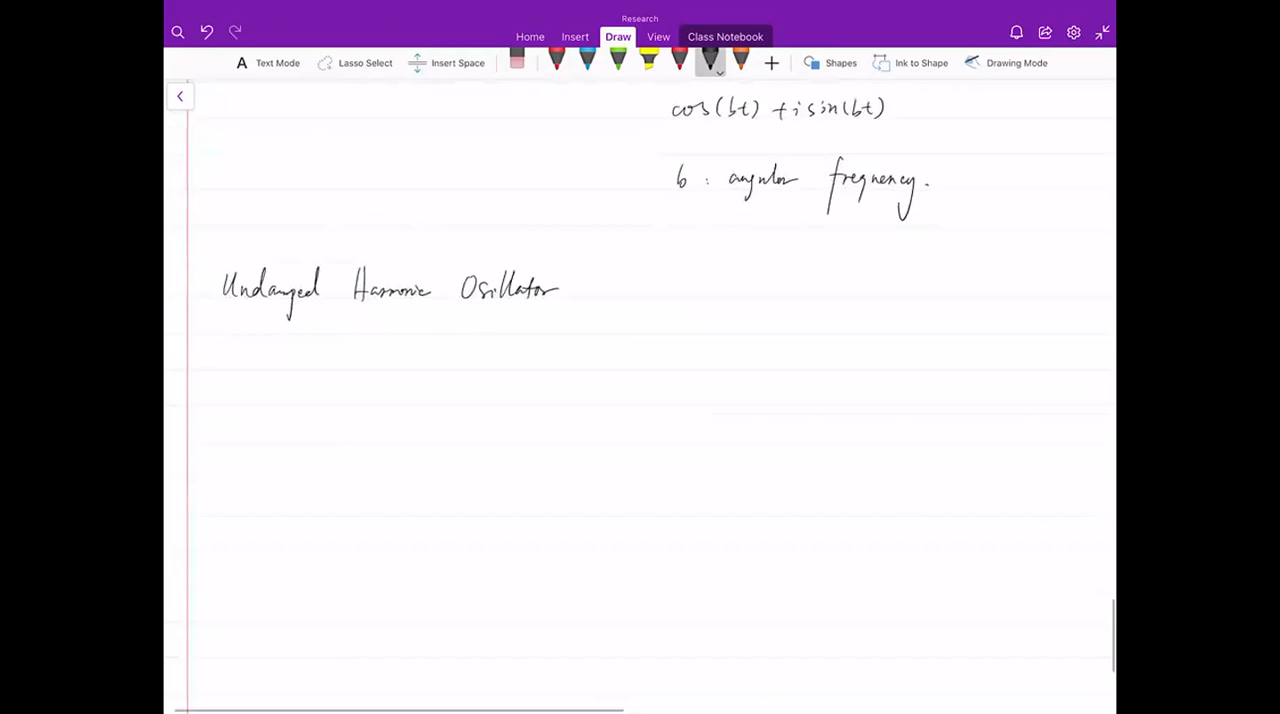 Research
Home Insert Draw View Class Notebook
A Text Mode Lasso Select Insert Space Shapes Ink to Shape Drawing Mode
cos(bt) + i sin(bt)
b : angular frequency.
Undamped Harmonic Osillator